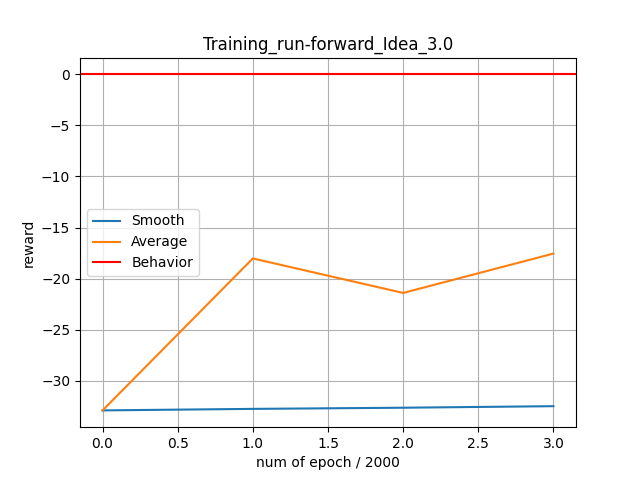 Training_run-forward_Idea_3.0
0
−5
−10
−15
−20
−25
−30
reward
Smooth
Average
Behavior
0.0 0.5 1.0 1.5 2.0 2.5 3.0
num of epoch / 2000